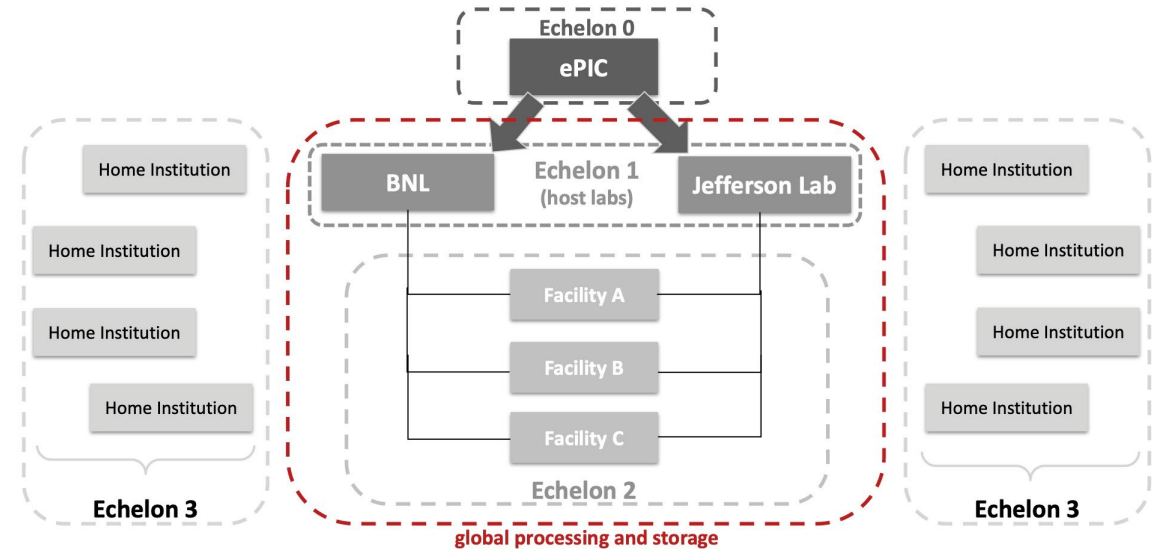 Echelon 0
ePIC
BNL
Echelon 1
(host labs)
Jefferson Lab
Home Institution
Home Institution
Home Institution
Home Institution
Echelon 3
Facility A
Facility B
Facility C
Echelon 2
global processing and storage
Home Institution
Home Institution
Home Institution
Home Institution
Echelon 3